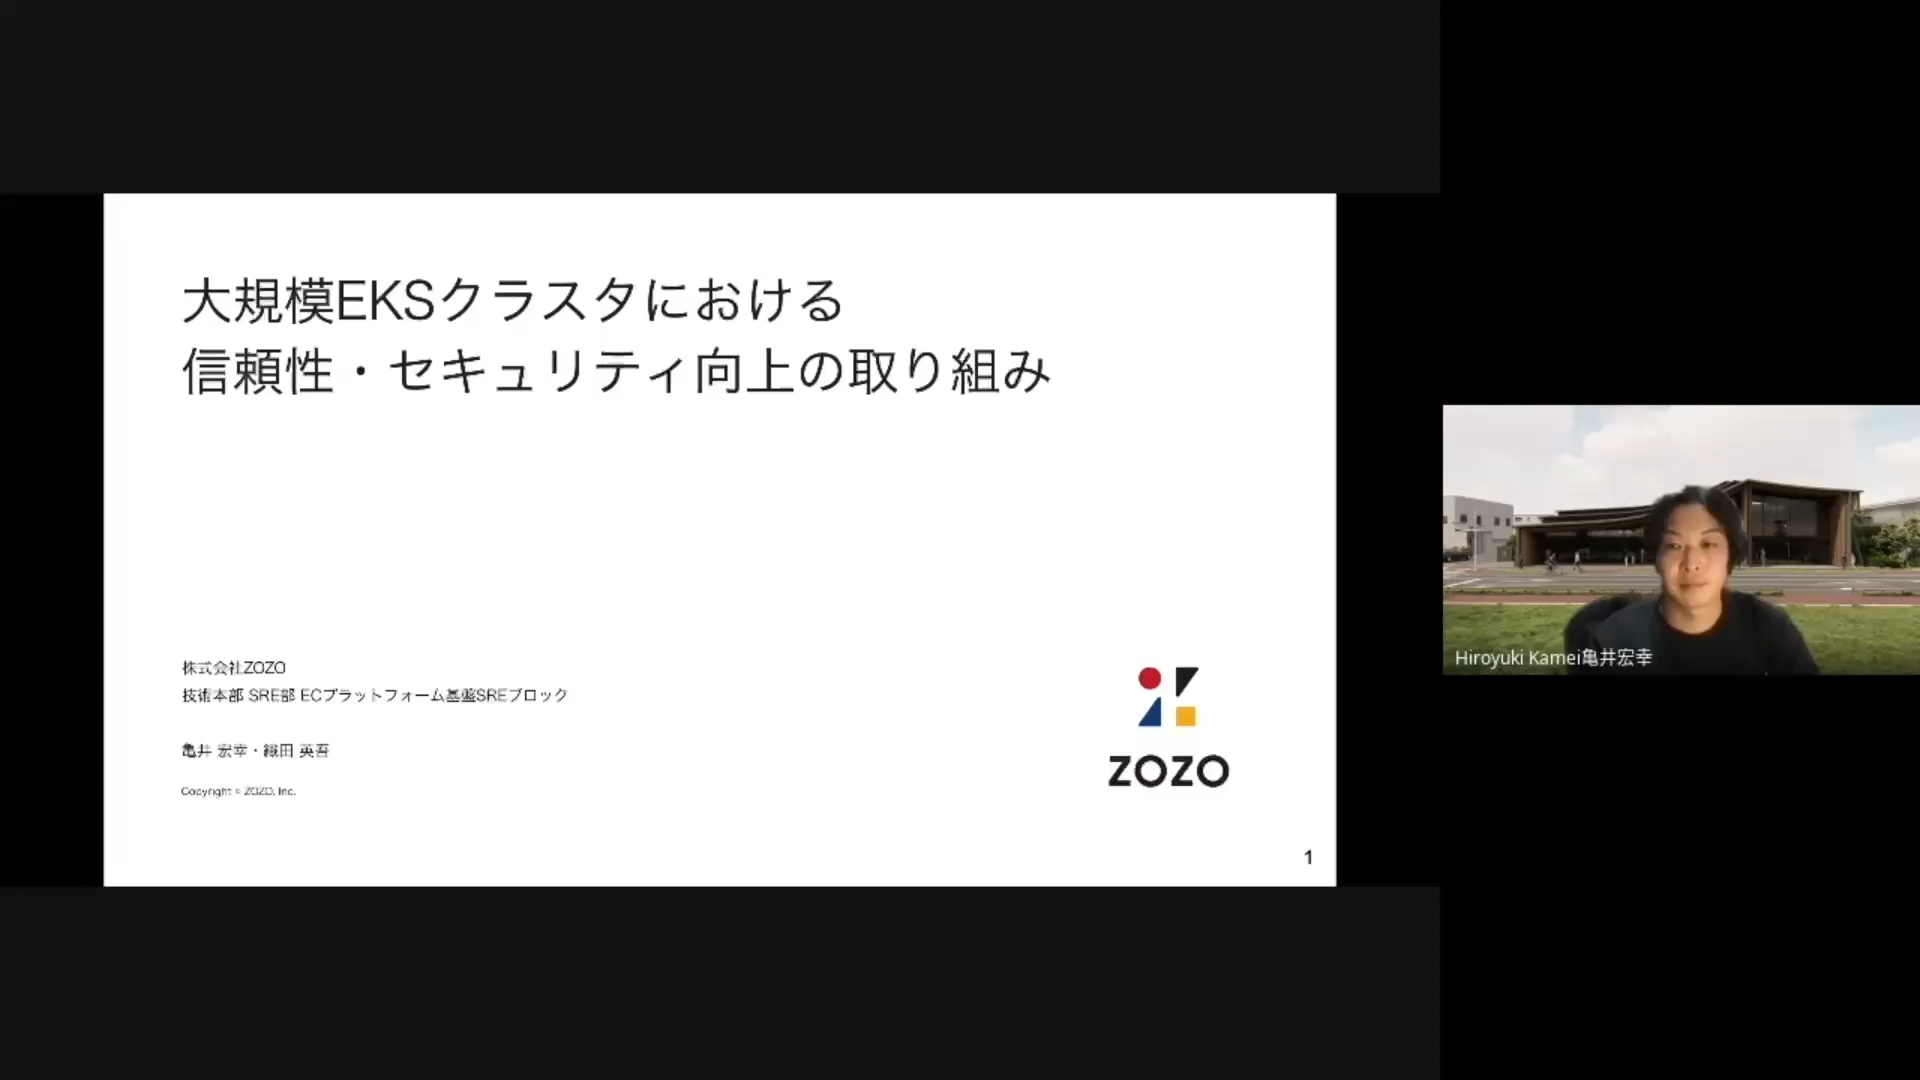 大規模EKSクラスタにおける
信頼性・セキュリティ向上の取り組み
株式会社ZOZO
技術本部 SRE部 ECプラットフォーム基盤SREブロック
亀井 宏幸・織田 英吾
Copyright © ZOZO, Inc.
ZOZO
1
Hiroyuki Kamei亀井宏幸